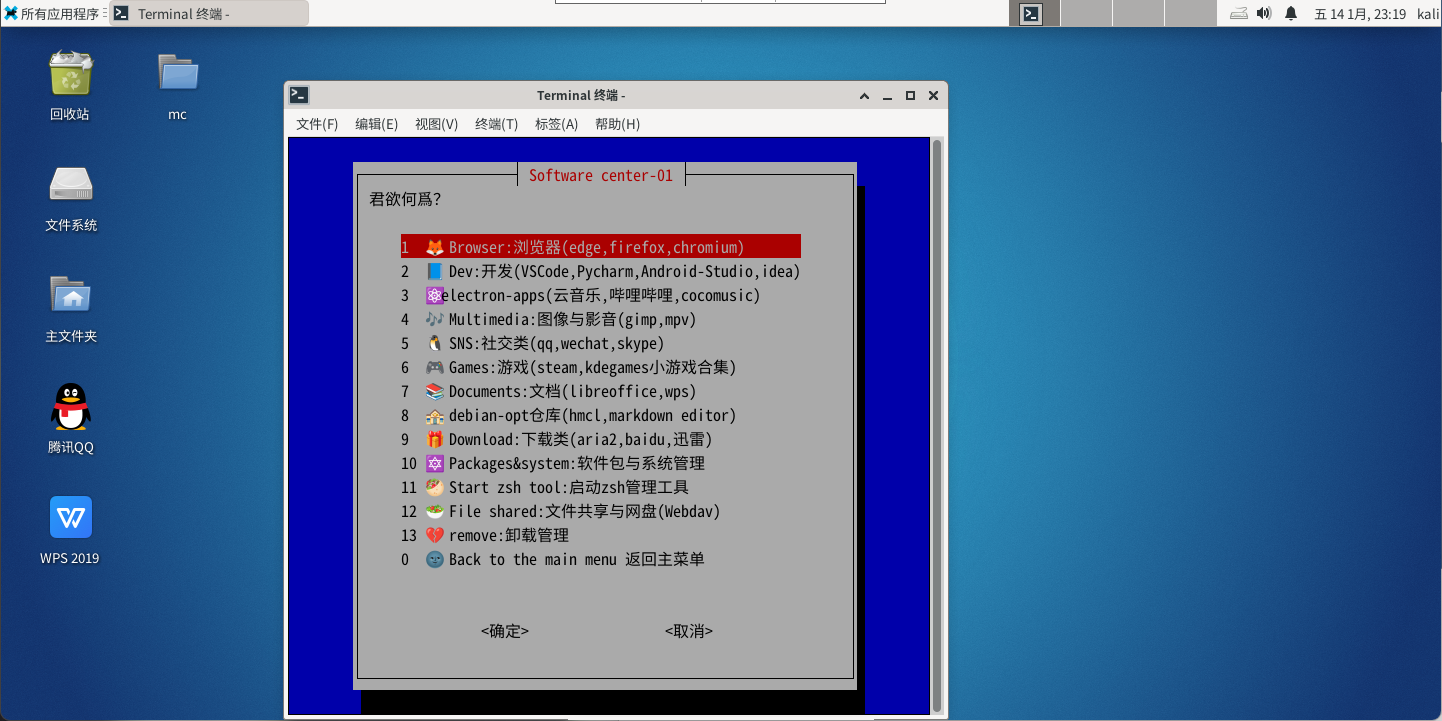 所有应用程序
Terminal 终端 -
五 14 1月, 23:19
kali
回收站
mc
文件系统
主文件夹
腾讯QQ
WPS 2019
Terminal 终端 -
文件(F) 编辑(E) 视图(V) 终端(T) 标签(A) 帮助(H)
Software center-01
君欲何爲?
1 Browser:浏览器(edge,firefox,chromium)
2 Dev:开发(VSCode,Pycharm,Android-Studio,idea)
3 electron-apps(云音乐,哔哩哔哩,cocomusic)
4 Multimedia:图像与影音(gimp,mpv)
5 SNS:社交类(qq,wechat,skype)
6 Games:游戏(steam,kdegames小游戏合集)
7 Documents:文档(libreoffice,wps)
8 debian-opt仓库(hmcl,markdown editor)
9 Download:下载类(aria2,baidu,迅雷)
10 Packages&system:软件包与系统管理
11 Start zsh tool:启动zsh管理工具
12 File shared:文件共享与网盘(Webdav)
13 remove:卸载管理
0 Back to the main menu 返回主菜单
<确定> <取消>